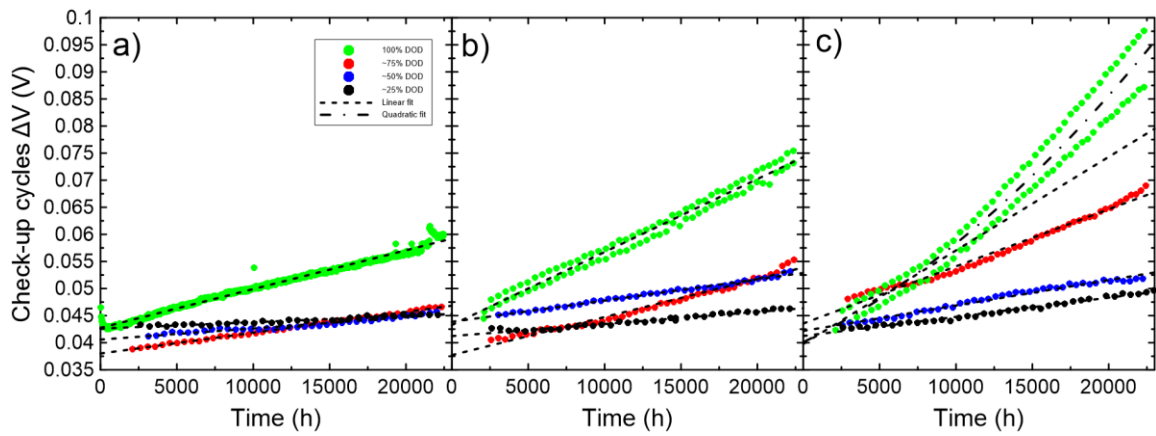 a)
b)
c)
100% DOD
~75% DOD
~50% DOD
~25% DOD
Linear fit
Quadratic fit
Check-up cycles ΔV (V)
0.1
0.095
0.09
0.085
0.08
0.075
0.07
0.065
0.06
0.055
0.05
0.045
0.04
0.035
0 5000 10000 15000 20000 0 5000 10000 15000 20000 0 5000 10000 15000 20000
Time (h) Time (h) Time (h)